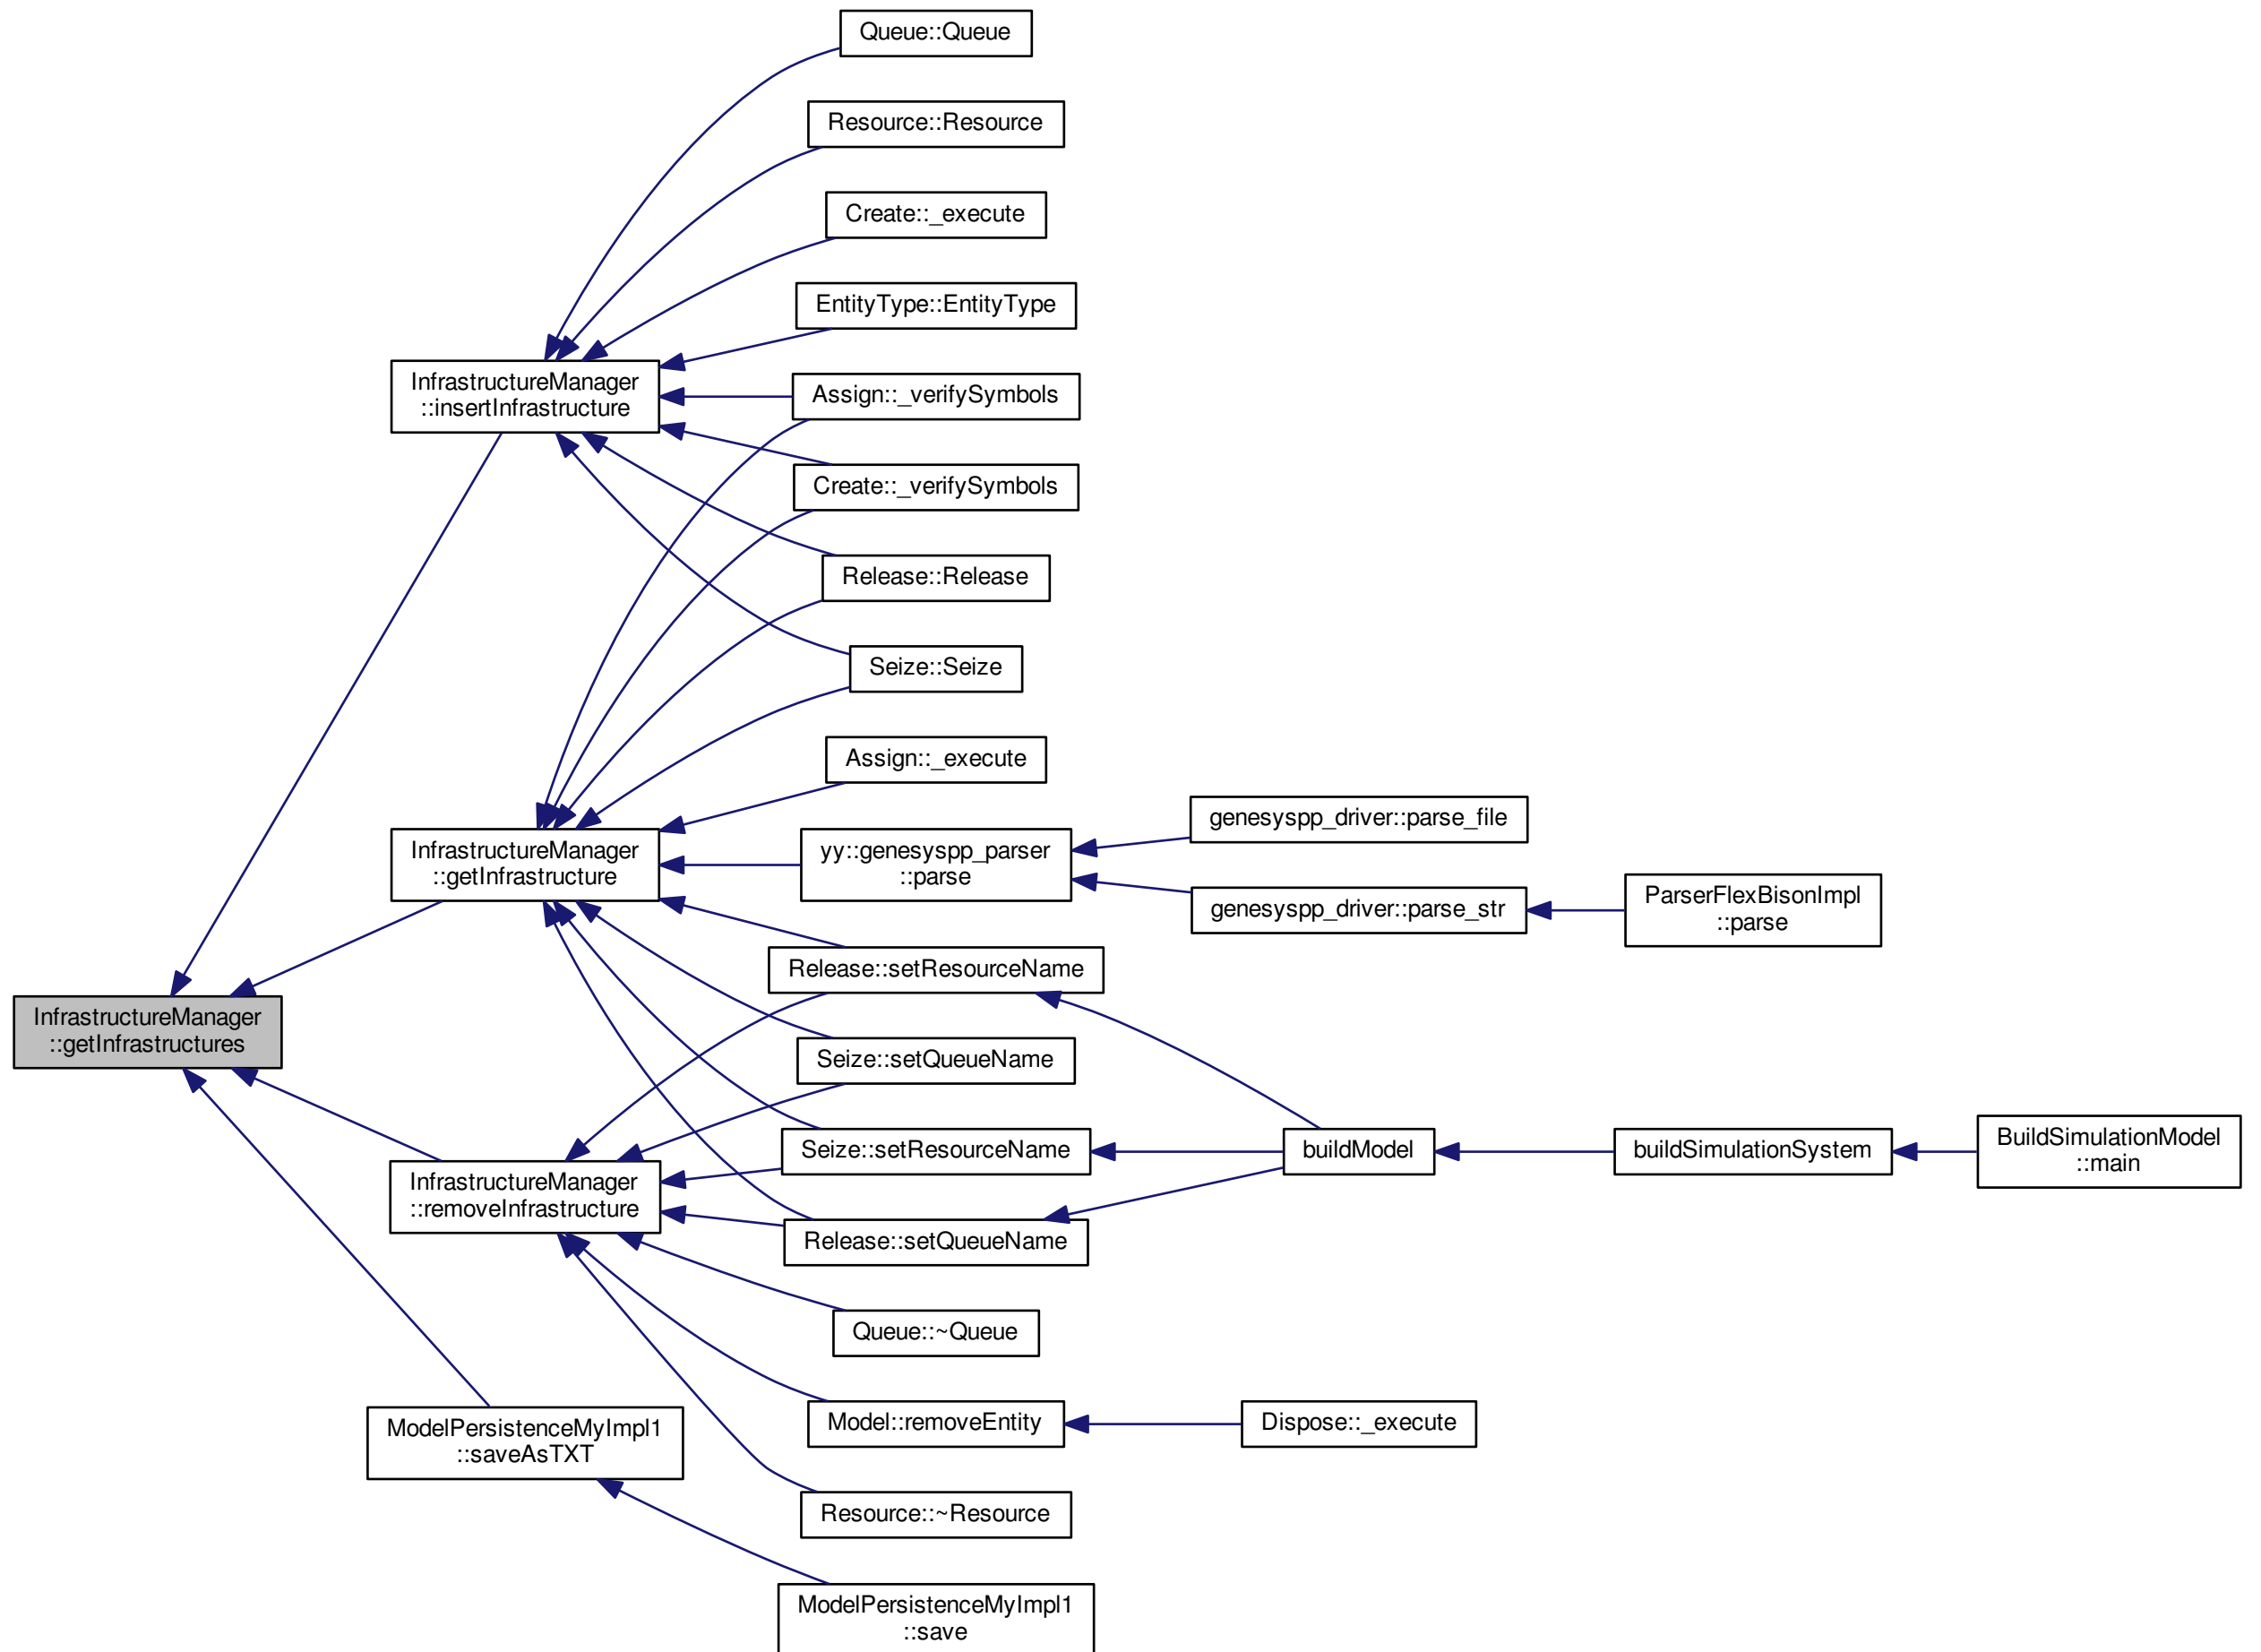 Queue::Queue
Resource::Resource
Create::_execute
EntityType::EntityType
InfrastructureManager
::insertInfrastructure
Assign::_verifySymbols
Create::_verifySymbols
Release::Release
Seize::Seize
Assign::_execute
InfrastructureManager
::getInfrastructure
yy::genesyspp_parser
::parse
genesyspp_driver::parse_file
genesyspp_driver::parse_str
ParserFlexBisonImpl
::parse
Release::setResourceName
InfrastructureManager
::getInfrastructures
Seize::setQueueName
Seize::setResourceName
buildModel
buildSimulationSystem
BuildSimulationModel
::main
InfrastructureManager
::removeInfrastructure
Release::setQueueName
Queue::~Queue
Model::removeEntity
Dispose::_execute
ModelPersistenceMyImpl1
::saveAsTXT
Resource::~Resource
ModelPersistenceMyImpl1
::save